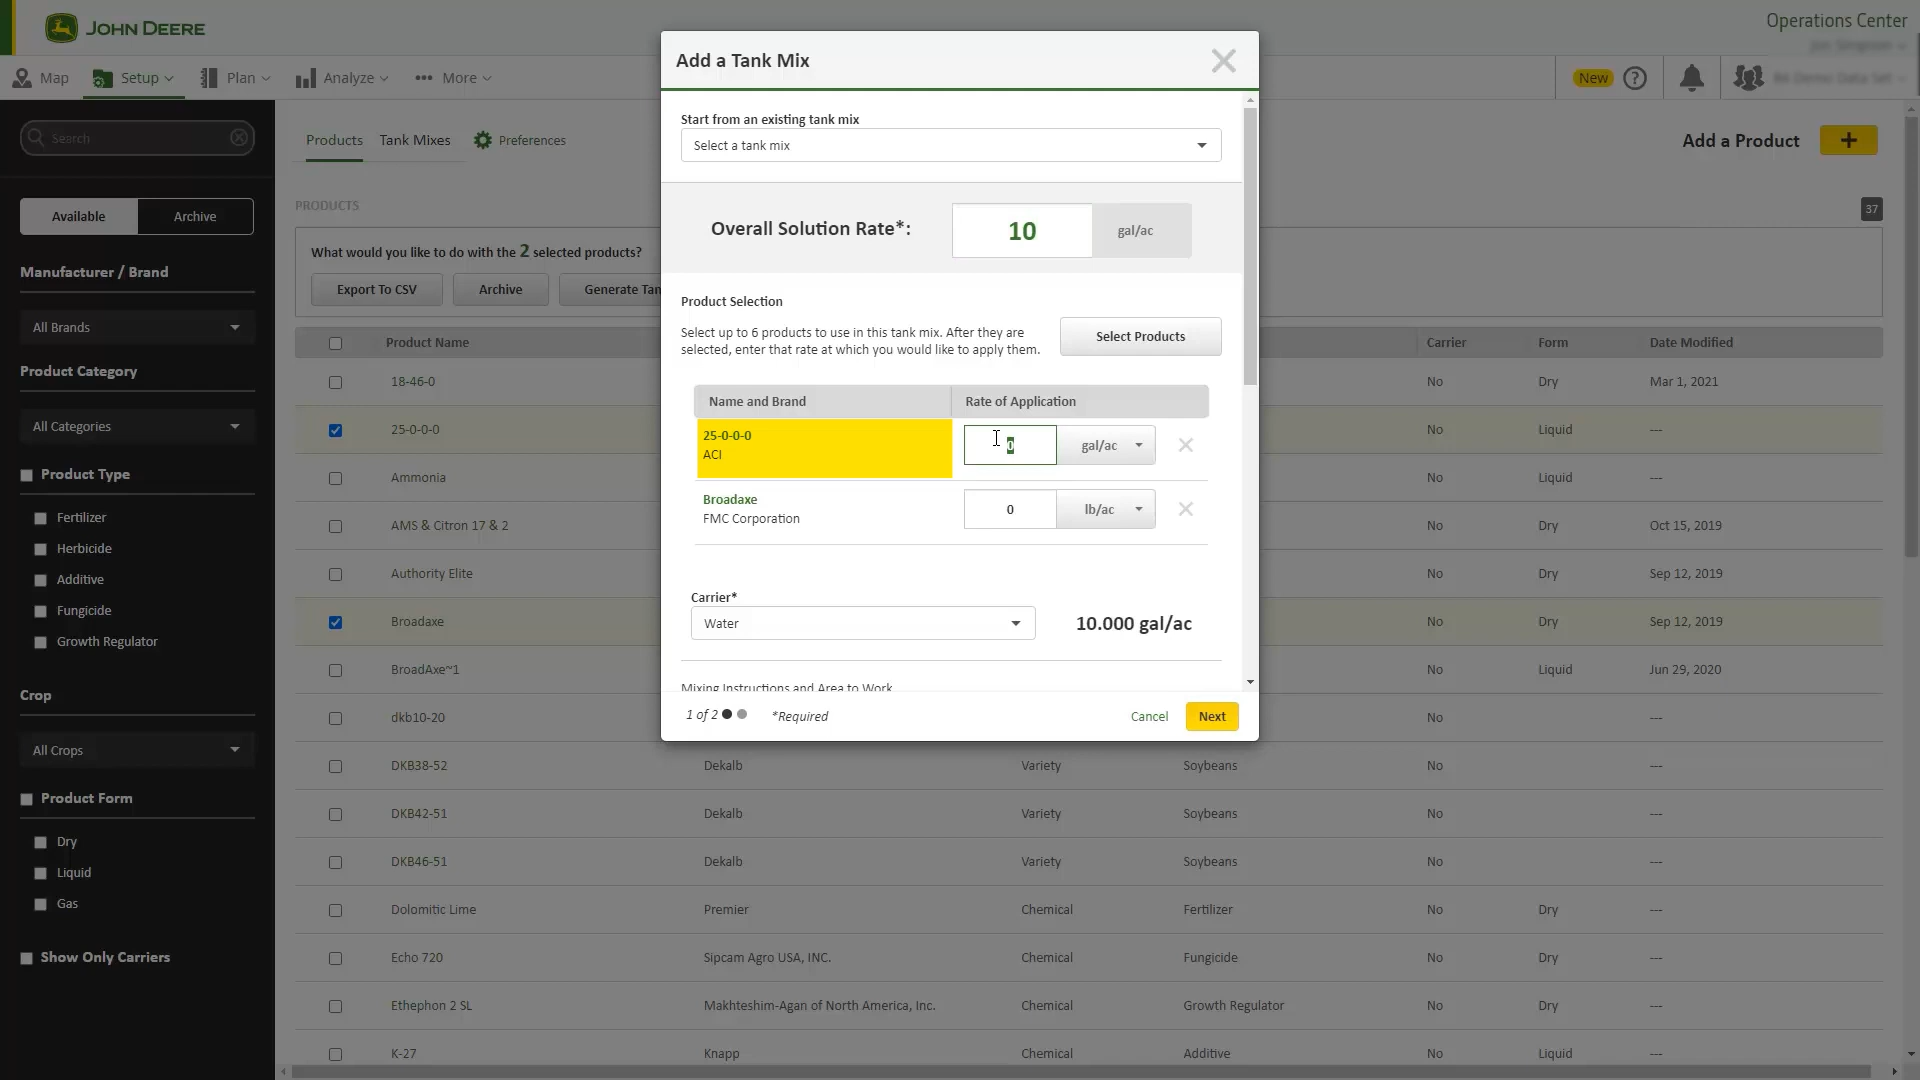 JOHN DEERE
Operations Center
Map
Setup
Plan
Analyze
More
New
?
Search
Available
Archive
Manufacturer / Brand
All Brands
Product Category
All Categories
Product Type
Fertilizer
Herbicide
Additive
Fungicide
Growth Regulator
Crop
All Crops
Product Form
Dry
Liquid
Gas
Show Only Carriers
Products
Tank Mixes
Preferences
Add a Product
+
PRODUCTS
37
What would you like to do with the 2 selected products?
Export To CSV
Archive
Generate Tan
Product Name Carrier Form Date Modified
18-46-0 No Dry Mar 1, 2021
25-0-0-0 No Liquid ---
Ammonia No Liquid ---
AMS & Citron 17 & 2 No Dry Oct 15, 2019
Authority Elite No Dry Sep 12, 2019
Broadaxe No Dry Sep 12, 2019
BroadAxe~1 No Liquid Jun 29, 2020
dkb10-20 No ---
DKB38-52 Dekalb Variety Soybeans No ---
DKB42-51 Dekalb Variety Soybeans No ---
DKB46-51 Dekalb Variety Soybeans No ---
Dolomitic Lime Premier Chemical Fertilizer No Dry ---
Echo 720 Sipcam Agro USA, INC. Chemical Fungicide No Dry ---
Ethephon 2 SL Makhteshim-Agan of North America, Inc. Chemical Growth Regulator No Dry ---
K-27 Knapp Chemical Additive No Liquid ---
Add a Tank Mix
Start from an existing tank mix
Select a tank mix
Overall Solution Rate*: 10 gal/ac
Product Selection
Select up to 6 products to use in this tank mix. After they are
selected, enter that rate at which you would like to apply them.
Select Products
Name and Brand Rate of Application
25-0-0-0
ACI
0 gal/ac
Broadaxe
FMC Corporation
0 lb/ac
Carrier*
Water
10.000 gal/ac
Mixing Instructions and Area to Work
1 of 2
*Required
Cancel
Next